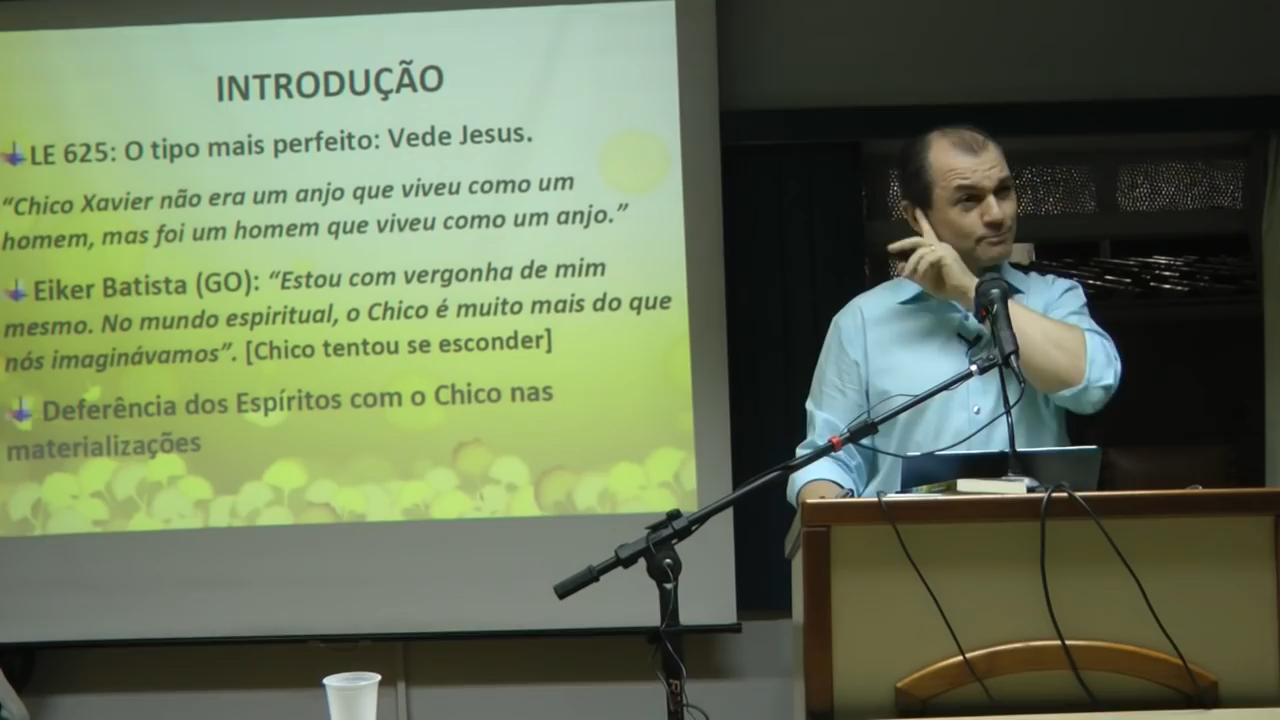 INTRODUÇÃO
LE 625: O tipo mais perfeito: Vede Jesus.
“Chico Xavier não era um anjo que viveu como um
homem, mas foi um homem que viveu como um anjo.”
Eiker Batista (GO): “Estou com vergonha de mim
mesmo. No mundo espiritual, o Chico é muito mais do que
nós imaginávamos”. [Chico tentou se esconder]
Deferência dos Espíritos com o Chico nas
materializações